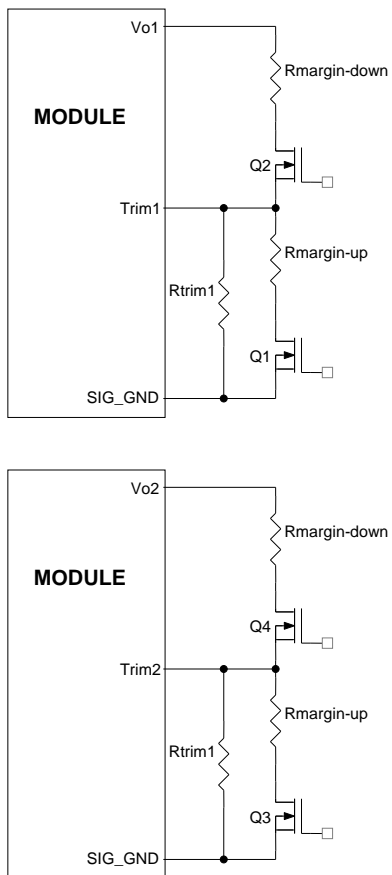 Vo1
Rmargin-down
MODULE
Q2
Trim1
Rmargin-up
Rtrim1
Q1
SIG_GND
Vo2
Rmargin-down
MODULE
Q4
Trim2
Rmargin-up
Rtrim1
Q3
SIG_GND